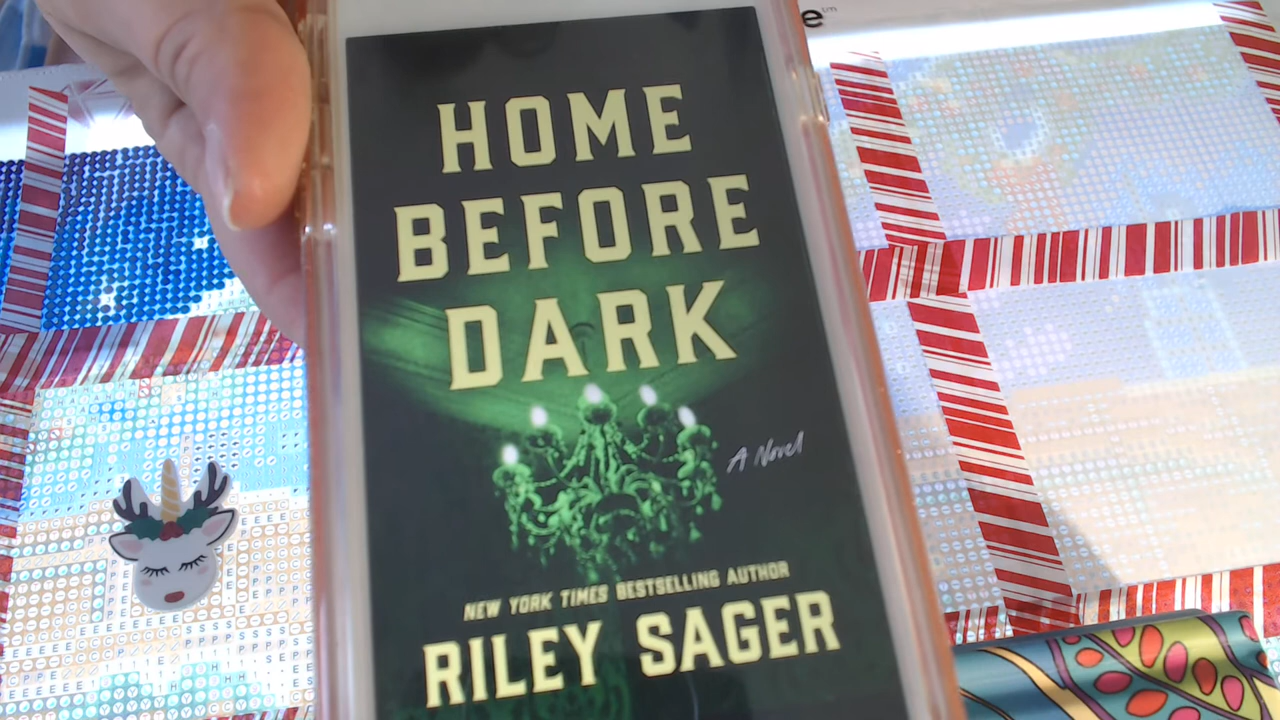 HOME
BEFORE
DARK
A Novel
NEW YORK TIMES BESTSELLING AUTHOR
RILEY SAGER